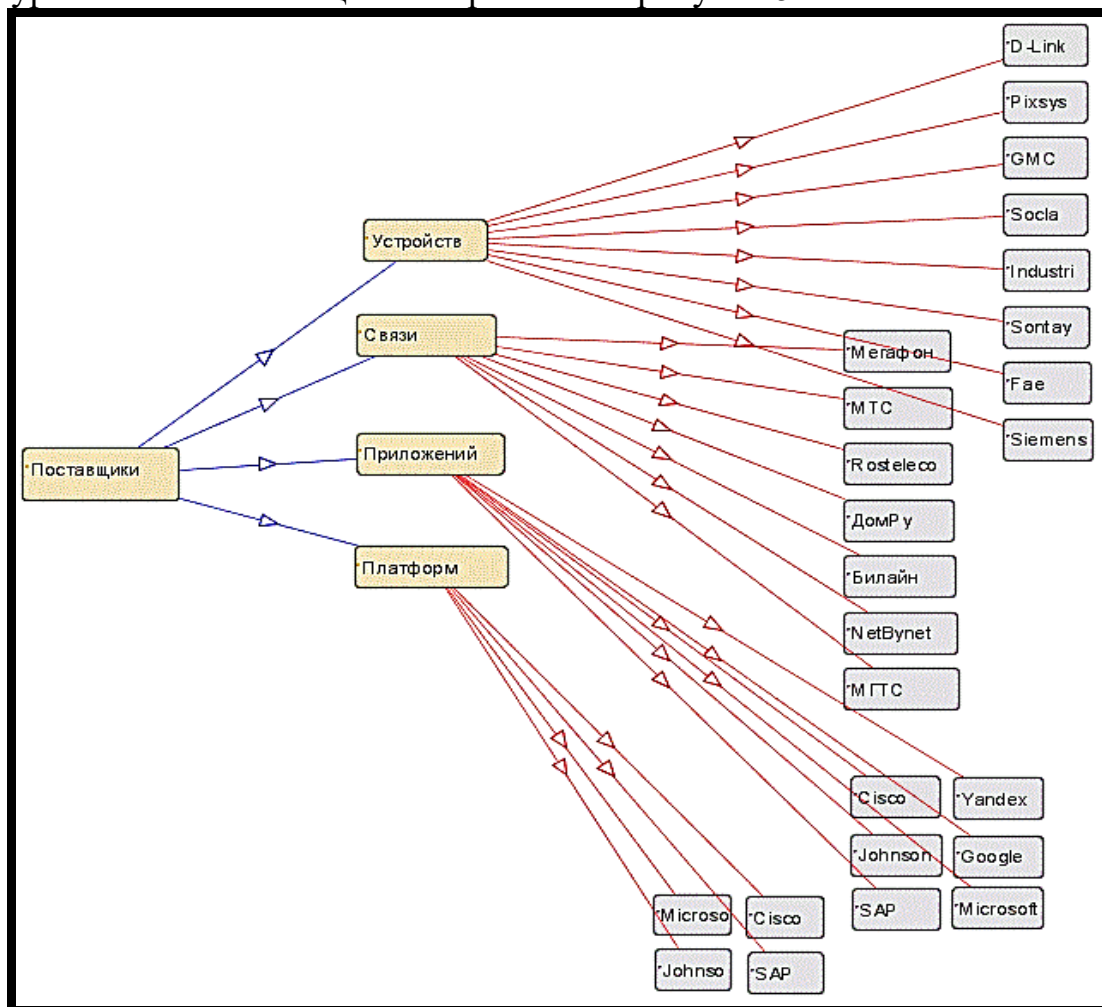 D-Link
Pixsys
GMC
Socla
Industri
Sontay
Fae
Siemens
Устройств
Связи
Приложений
Платформ
Поставщики
Мегафон
МТС
Rosteleco
ДомРу
Билайн
NetBynet
МГТС
Cisco
Yandex
Johnson
Google
SAP
Microsoft
Microso
Cisco
Johnso
SAP